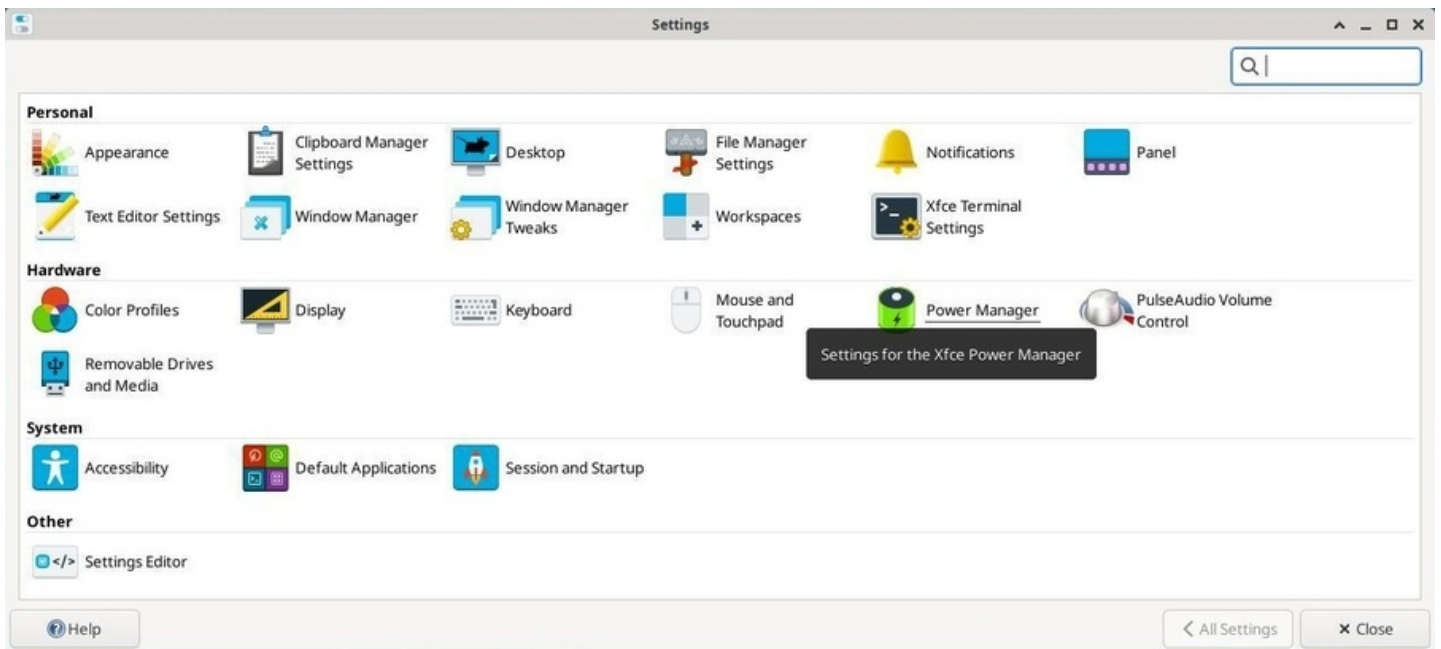 Settings
Personal
Appearance
Clipboard Manager
Settings
Desktop
File Manager
Settings
Notifications
Panel
Text Editor Settings
Window Manager
Window Manager
Tweaks
Workspaces
Xfce Terminal
Settings
Hardware
Color Profiles
Display
Keyboard
Mouse and
Touchpad
Power Manager
PulseAudio Volume
Control
Settings for the Xfce Power Manager
Removable Drives
and Media
System
Accessibility
Default Applications
Session and Startup
Other
Settings Editor
Help
All Settings
Close